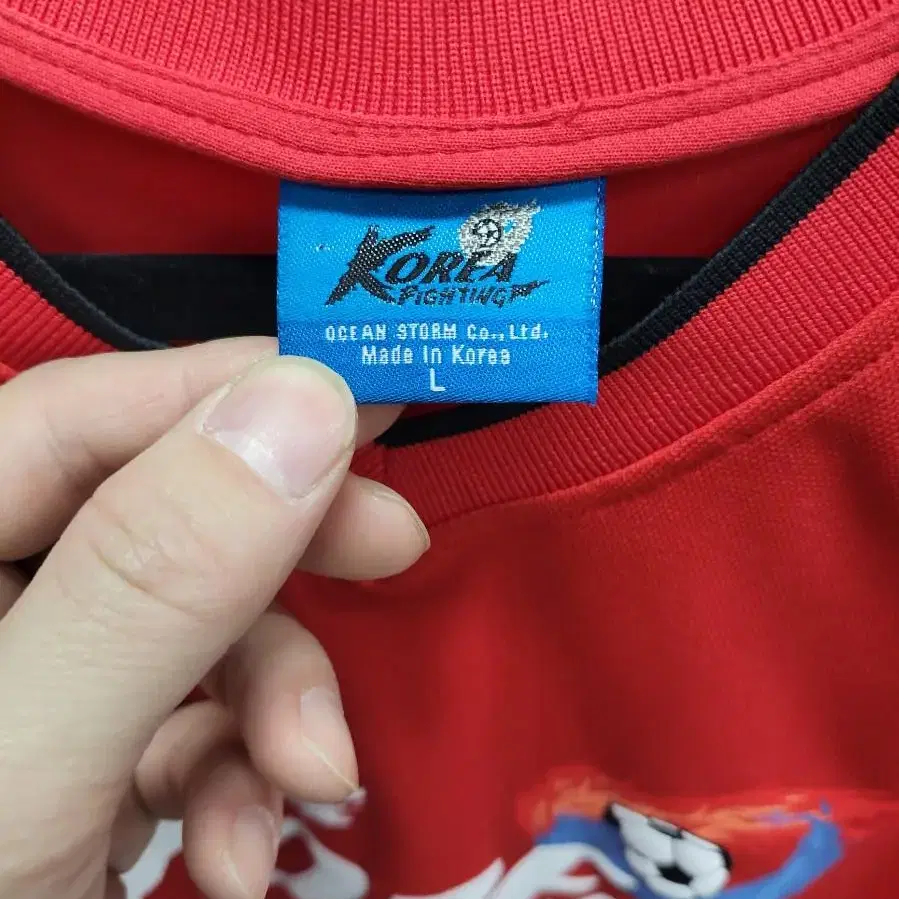 KOREA
FIGHTING
OCEAN STORM Co., Ltd.
Made In Korea
L